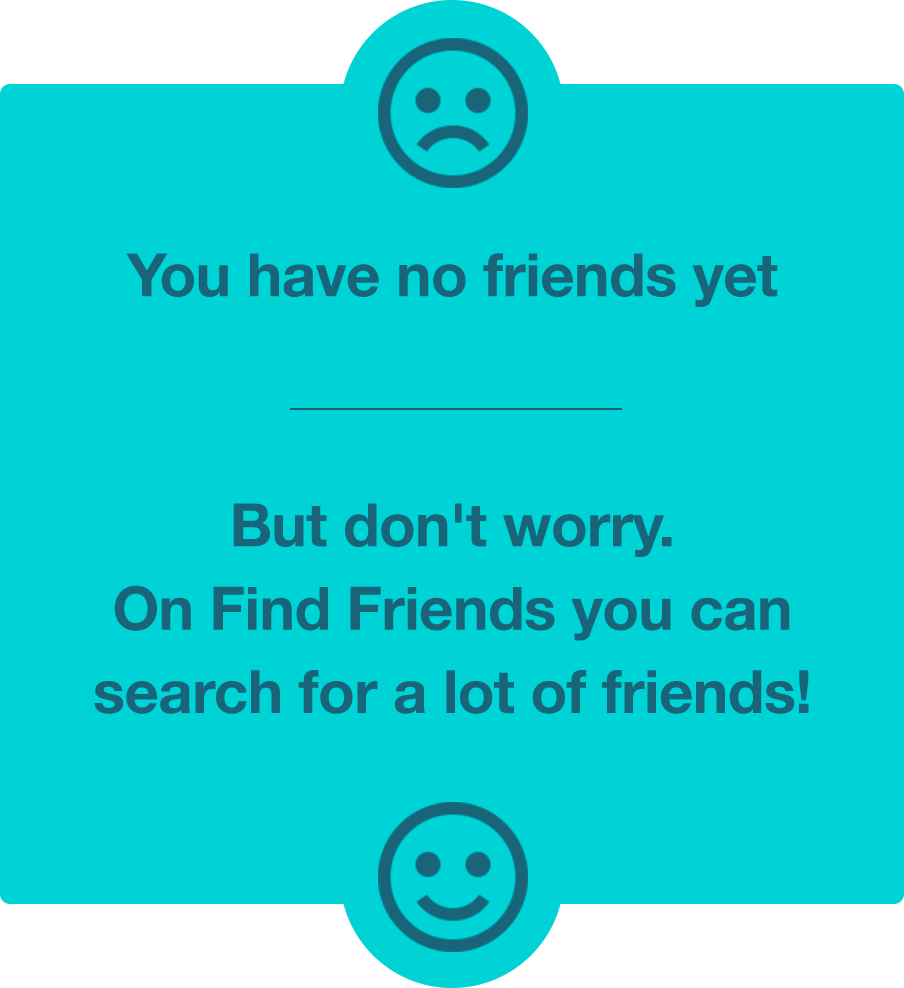 You have no friends yet
But don't worry.
On Find Friends you can
search for a lot of friends!